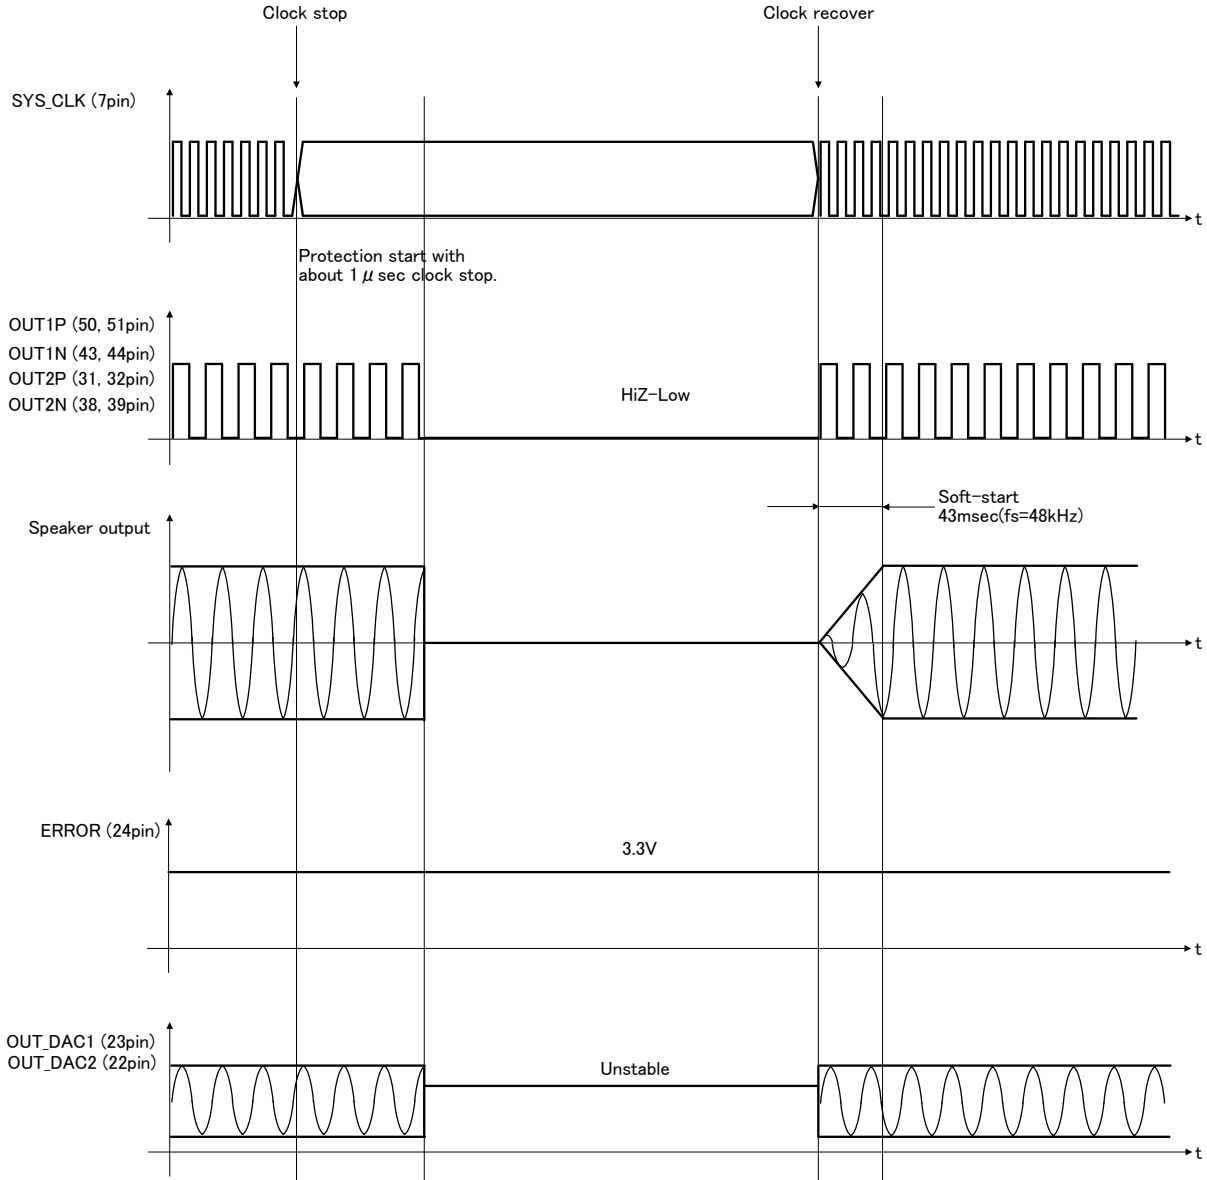 Clock stop
Clock recover
SYS_CLK (7pin)
t
Protection start with
about 1 μ sec clock stop.
OUT1P (50, 51pin)
OUT1N (43, 44pin)
OUT2P (31, 32pin)
OUT2N (38, 39pin)
HiZ-Low
t
Soft-start
43msec(fs=48kHz)
Speaker output
t
ERROR (24pin)
3.3V
t
OUT_DAC1 (23pin)
OUT_DAC2 (22pin)
Unstable
t